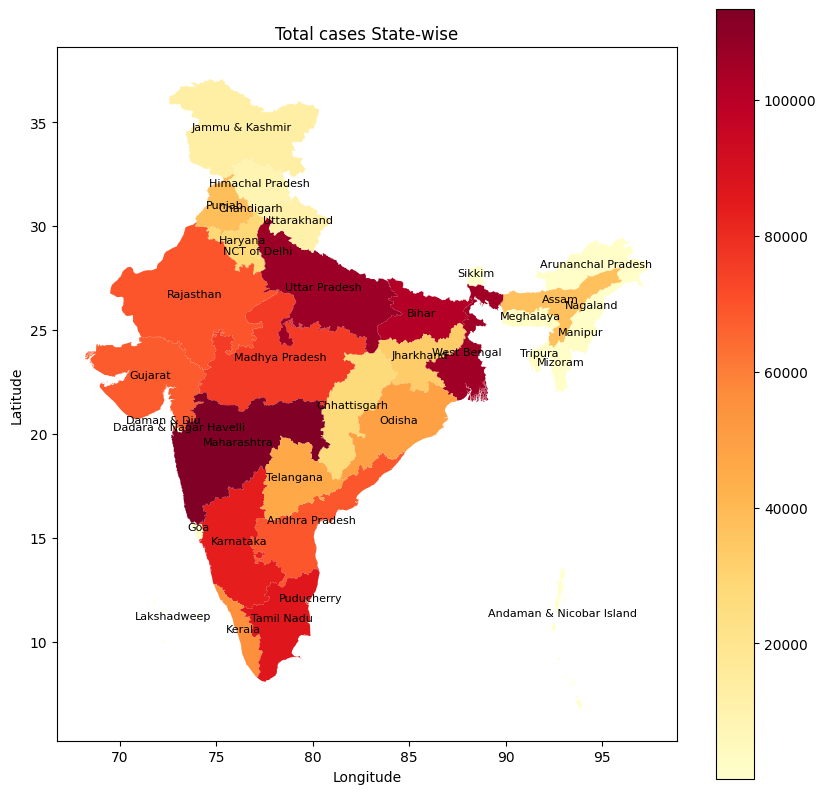 Total cases State-wise
Latitude
35
30
25
20
15
10
Jammu & Kashmir
Himachal Pradesh
Punjab
Chandigarh
Uttarakhand
Haryana
NCT of Delhi
Rajasthan
Uttar Pradesh
Bihar
Sikkim
Arunanchal Pradesh
Assam
Nagaland
Meghalaya
Manipur
Tripura
Mizoram
Gujarat
Madhya Pradesh
Jharkhand
West Bengal
Daman & Diu
Dadara & Nagar Havelli
Chhattisgarh
Odisha
Maharashtra
Telangana
Andhra Pradesh
Goa
Karnataka
Puducherry
Lakshadweep
Tamil Nadu
Kerala
Andaman & Nicobar Island
70 75 80 85 90 95
Longitude
100000
80000
60000
40000
20000